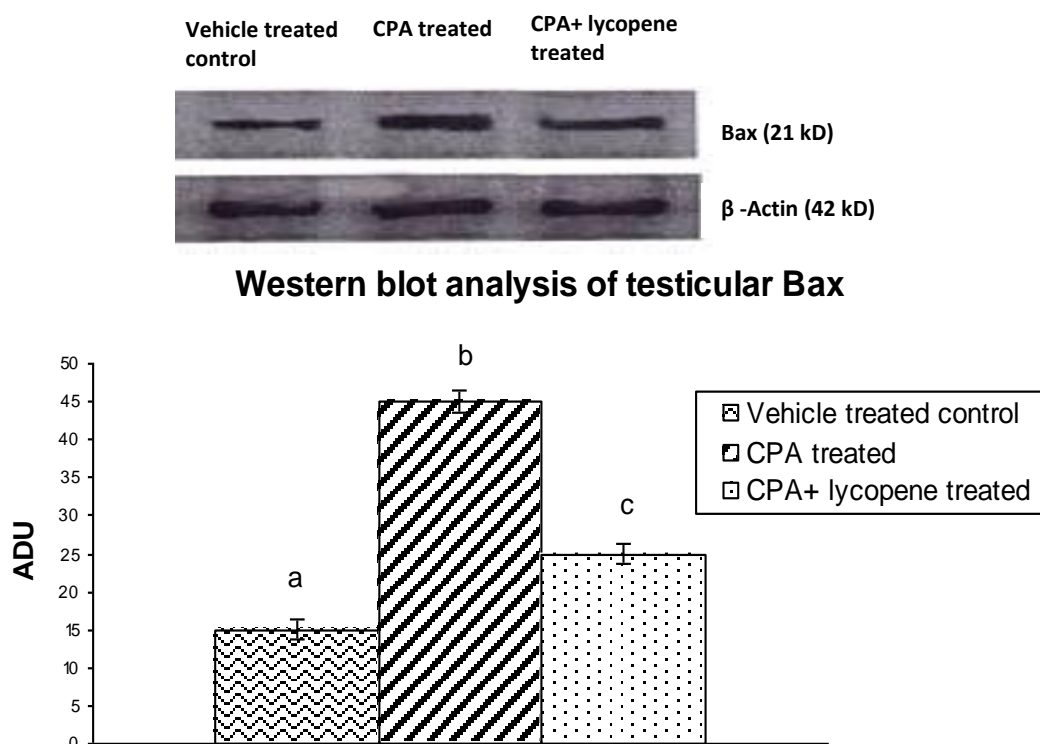 Vehicle treated
control
CPA treated
CPA+ lycopene
treated
Bax (21 kD)
β -Actin (42 kD)
Western blot analysis of testicular Bax
50
45
40
35
30
25
20
15
10
5
0
ADU
a
b
c
Vehicle treated control
CPA treated
CPA+ lycopene treated